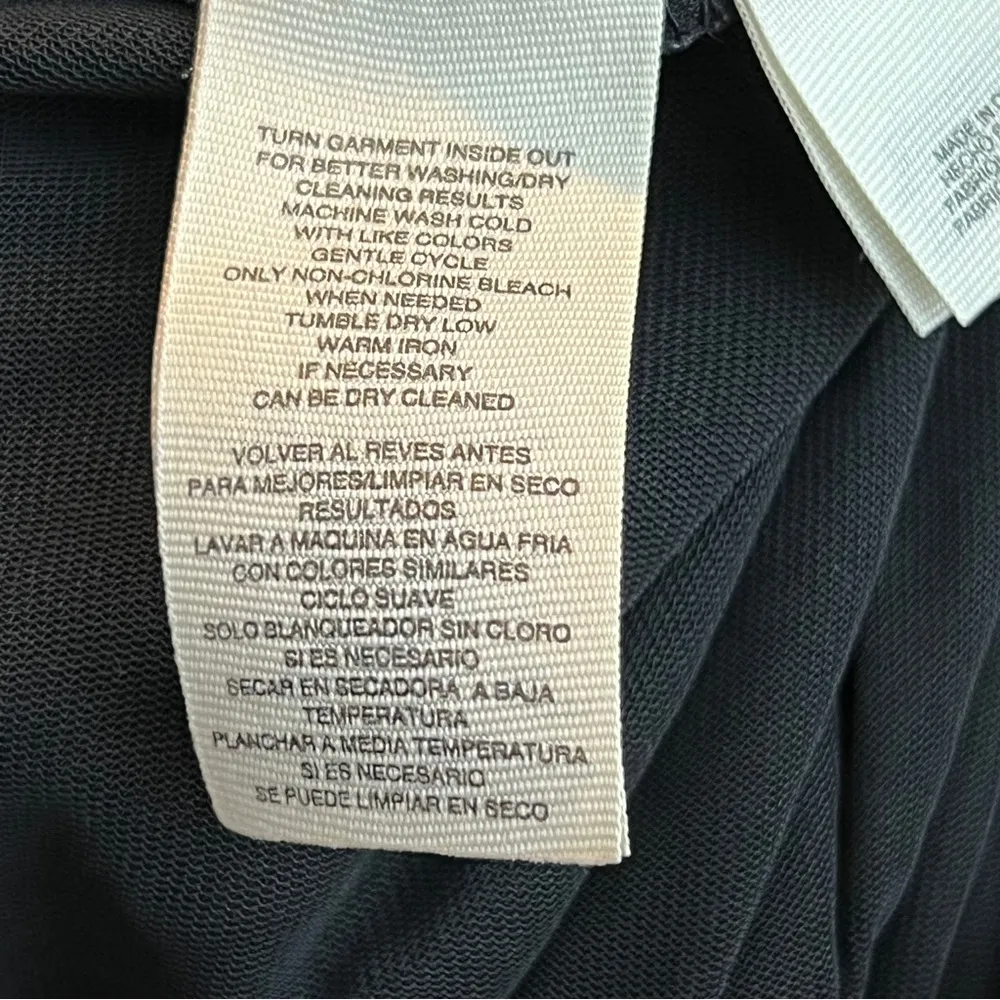 TURN GARMENT INSIDE OUT
FOR BETTER WASHING/DRY
CLEANING RESULTS
MACHINE WASH COLD
WITH LIKE COLORS
GENTLE CYCLE
ONLY NON-CHLORINE BLEACH
WHEN NEEDED
TUMBLE DRY LOW
WARM IRON
IF NECESSARY
CAN BE DRY CLEANED
VOLVER AL REVES ANTES
PARA MEJORES/LIMPIAR EN SECO
RESULTADOS
LAVAR A MAQUINA EN AGUA FRIA
CON COLORES SIMILARES
CICLO SUAVE
SOLO BLANQUEADOR SIN CLORO
SI ES NECESARIO
SECAR EN SECADORA A BAJA
TEMPERATURA
PLANCHAR A MEDIA TEMPERATURA
SI ES NECESARIO
SE PUEDE LIMPIAR EN SECO
MADE IN
HECHO